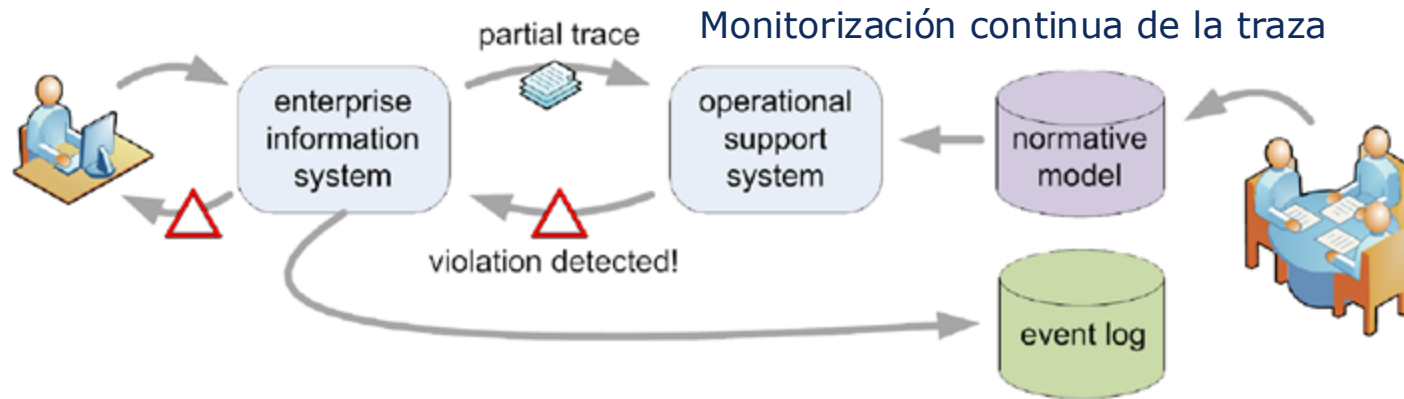 Monitorización continua de la traza
partial trace
enterprise
information
system
operational
support
system
normative
model
violation detected!
event log